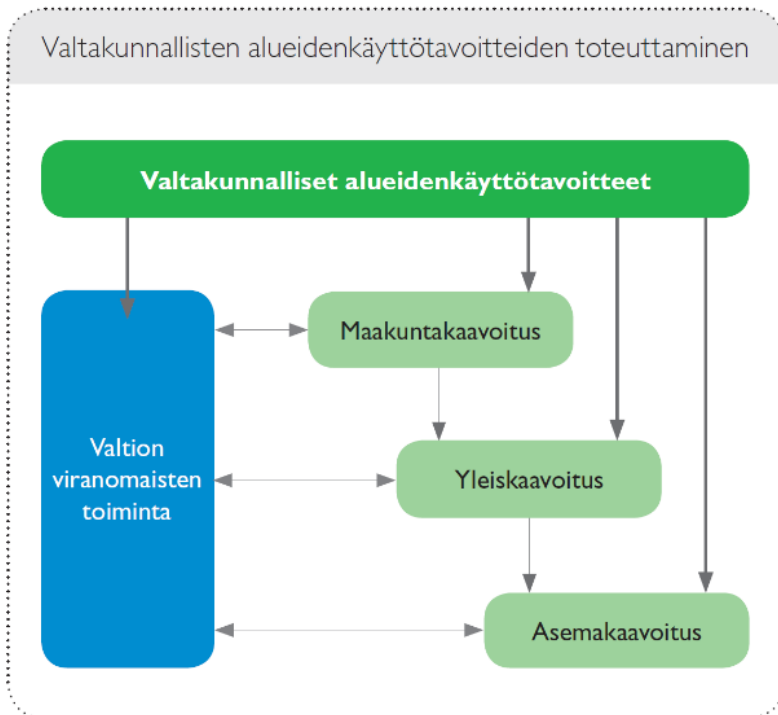 Valtakunnallisten alueidenkäyttötavoitteiden toteuttaminen
Valtakunnalliset alueidenkäyttötavoitteet
Maakuntakaavoitus
Valtion
viranomaisten
toiminta
Yleiskaavoitus
Asemakaavoitus